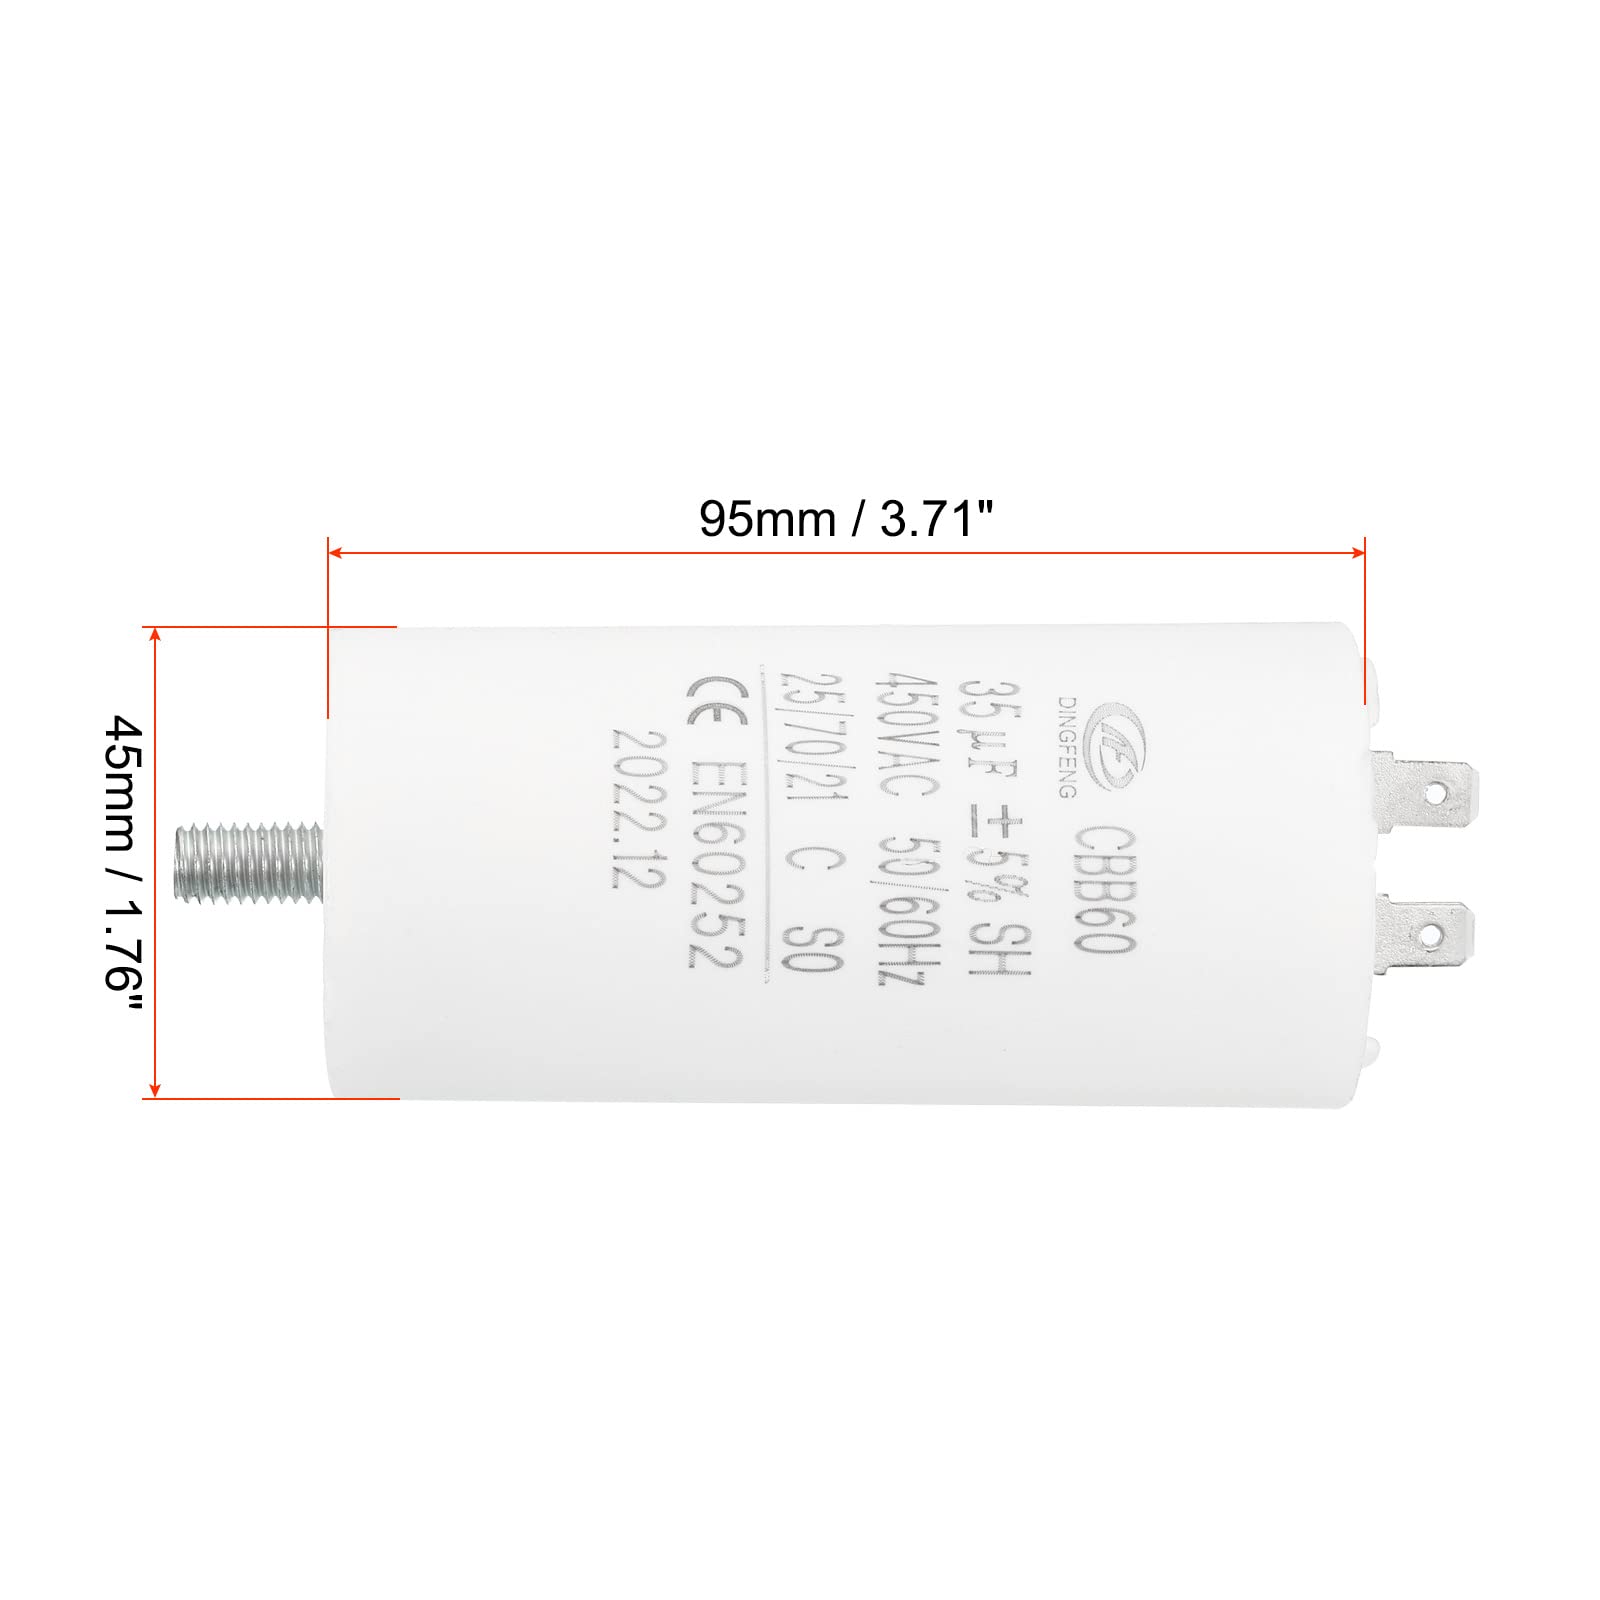 95mm / 3.71"
45mm / 1.76"
DINGFENG CBB60
35μF ±5% SH
450VAC 50/60Hz
25/70/21 C S0
CE EN60252
2022.12